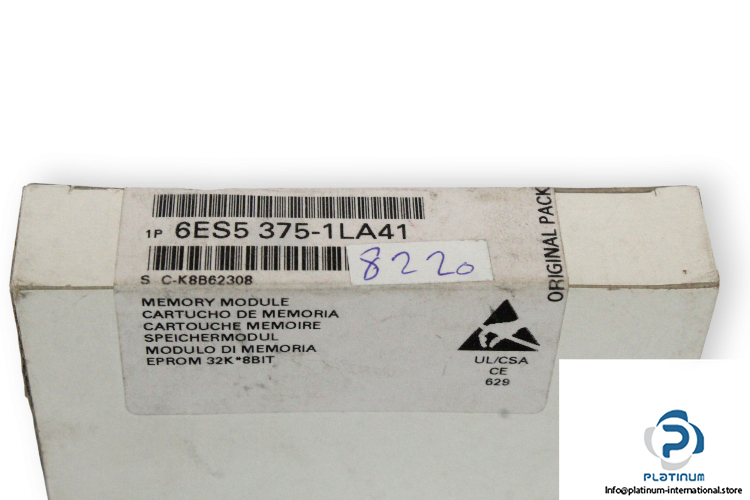 1P 6ES5 375-1LA41
S C-K8B62308
8220
MEMORY MODULE
CARTUCHO DE MEMORIA
CARTOUCHE MEMOIRE
SPEICHERMODUL
MODULO DI MEMORIA
EPROM 32K*8BIT
UL/CSA
CE
629
ORIGINAL PACK
PLATINUM
Info@platinum-international.store